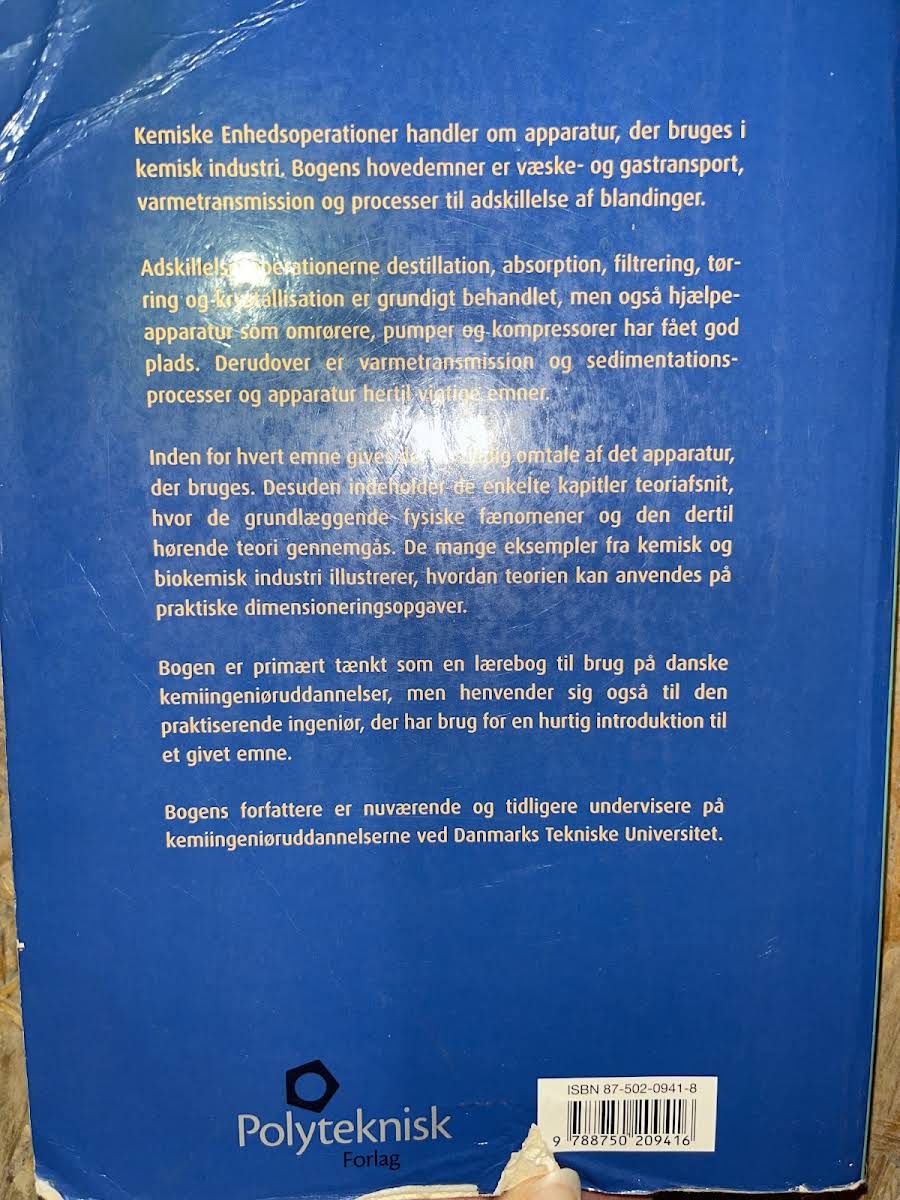 Kemiske Enhedsoperationer handler om apparatur, der bruges i
kemisk industri. Bogens hovedemner er væske- og gastransport,
varmetransmission og processer til adskillelse af blandinger.
Adskillelsesoperationerne destillation, absorption, filtrering, tør-
ring og krystallisation er grundigt behandlet, men også hjælpe-
apparatur som omrørere, pumper og kompressorer har fået god
plads. Derudover er varmetransmission og sedimentations-
processer og apparatur hertil vigtige emner.
Inden for hvert emne gives omtale af det apparatur,
der bruges. Desuden indeholder de enkelte kapitler teoriafsnit,
hvor de grundlæggende fysiske fænomener og den dertil
hørende teori gennemgås. De mange eksempler fra kemisk og
biokemisk industri illustrerer, hvordan teorien kan anvendes på
praktiske dimensioneringsopgaver.
Bogen er primært tænkt som en lærebog til brug på danske
kemiingeniøruddannelser, men henvender sig også til den
praktiserende ingeniør, der har brug for en hurtig introduktion til
et givet emne.
Bogens forfattere er nuværende og tidligere undervisere på
kemiingeniøruddannelserne ved Danmarks Tekniske Universitet.
Polyteknisk
Forlag
ISBN 87-502-0941-8
9 788750 209416